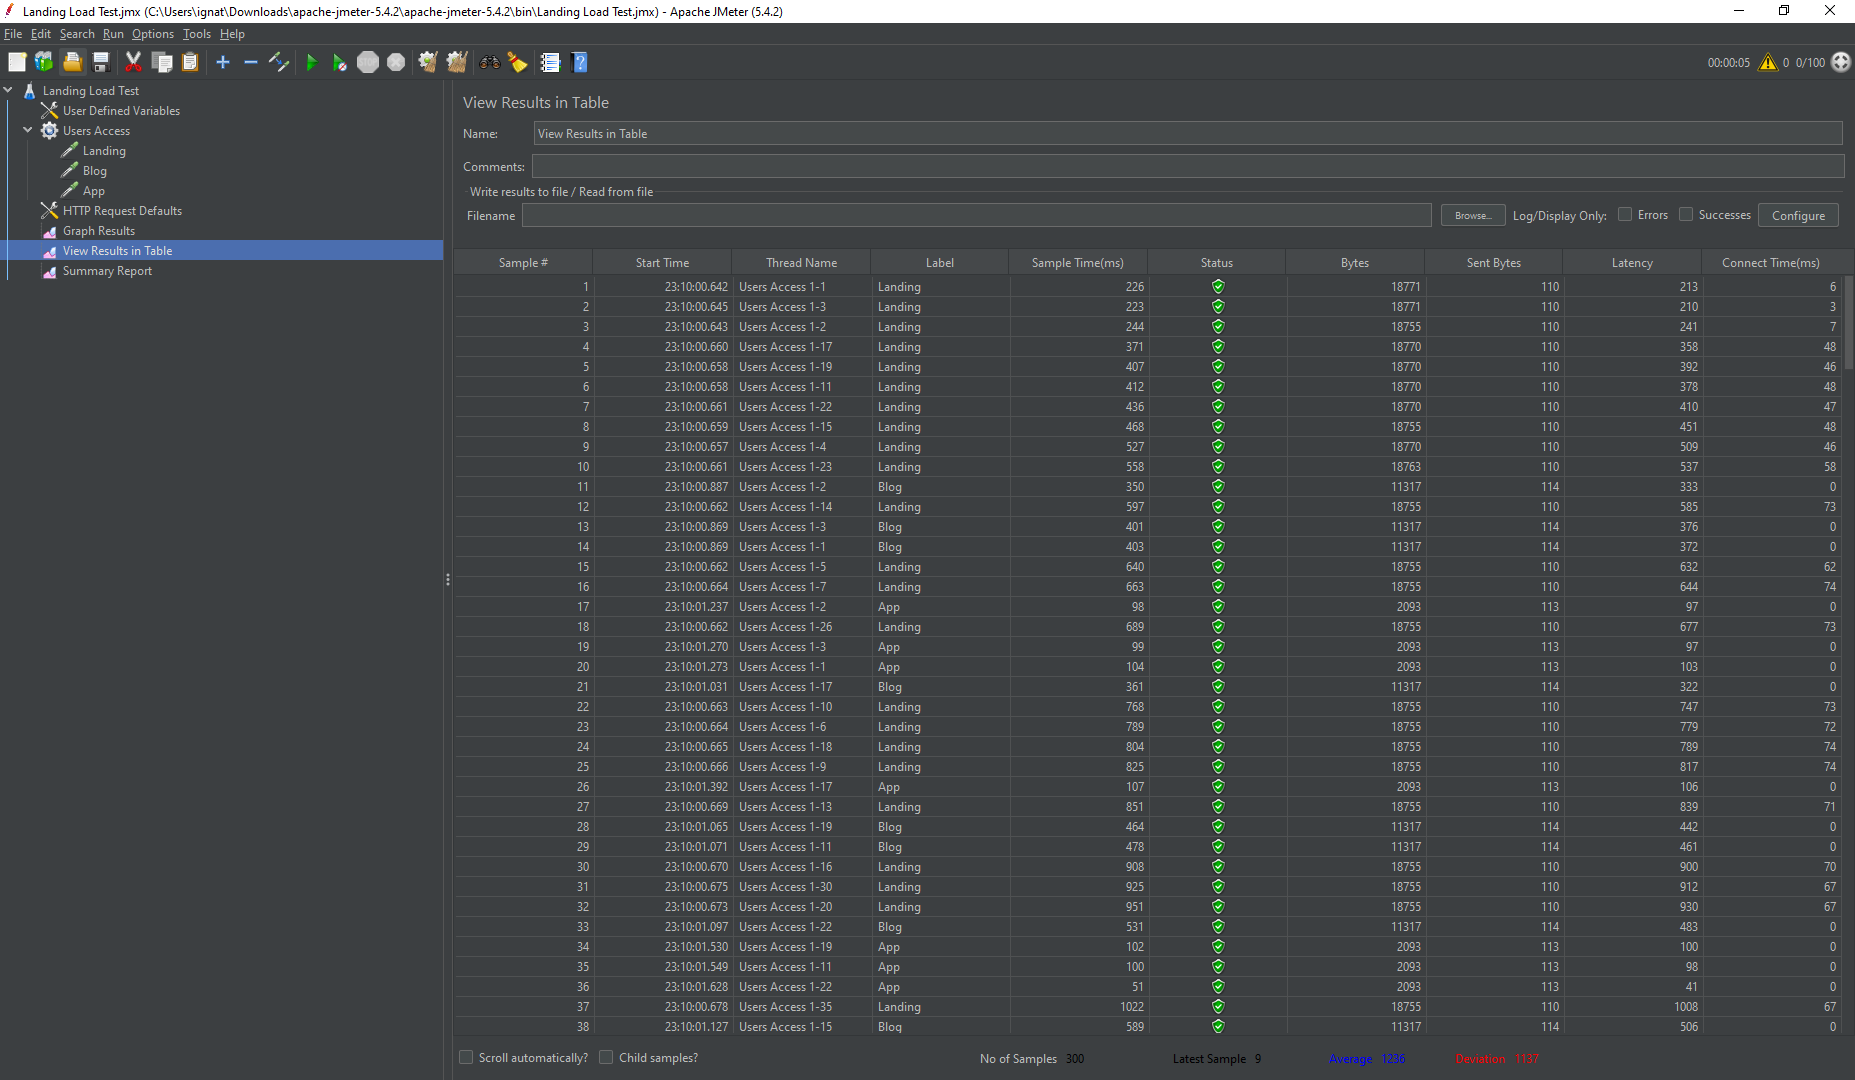 Landing Load Test.jmx (C:\Users\ignat\Downloads\apache-jmeter-5.4.2\apache-jmeter-5.4.2\bin\Landing Load Test.jmx) - Apache JMeter (5.4.2)
File Edit Search Run Options Tools Help
00:00:05 0 0/100
Landing Load Test
User Defined Variables
Users Access
Landing
Blog
App
HTTP Request Defaults
Graph Results
View Results in Table
Summary Report
View Results in Table
Name: View Results in Table
Comments:
Write results to file / Read from file
Filename Browse... Log/Display Only: Errors Successes Configure
Sample # Start Time Thread Name Label Sample Time(ms) Status Bytes Sent Bytes Latency Connect Time(ms)
1 23:10:00.642 Users Access 1-1 Landing 226 18771 110 213 6
2 23:10:00.645 Users Access 1-3 Landing 223 18771 110 210 3
3 23:10:00.643 Users Access 1-2 Landing 244 18755 110 241 7
4 23:10:00.660 Users Access 1-17 Landing 371 18770 110 358 48
5 23:10:00.658 Users Access 1-19 Landing 407 18770 110 392 46
6 23:10:00.658 Users Access 1-11 Landing 412 18770 110 378 48
7 23:10:00.661 Users Access 1-22 Landing 436 18770 110 410 47
8 23:10:00.659 Users Access 1-15 Landing 468 18755 110 451 48
9 23:10:00.657 Users Access 1-4 Landing 527 18770 110 509 46
10 23:10:00.661 Users Access 1-23 Landing 558 18763 110 537 58
11 23:10:00.887 Users Access 1-2 Blog 350 11317 114 333 0
12 23:10:00.662 Users Access 1-14 Landing 597 18755 110 585 73
13 23:10:00.869 Users Access 1-3 Blog 401 11317 114 376 0
14 23:10:00.869 Users Access 1-1 Blog 403 11317 114 372 0
15 23:10:00.662 Users Access 1-5 Landing 640 18755 110 632 62
16 23:10:00.664 Users Access 1-7 Landing 663 18755 110 644 74
17 23:10:01.237 Users Access 1-2 App 98 2093 113 97 0
18 23:10:00.662 Users Access 1-26 Landing 689 18755 110 677 73
19 23:10:01.270 Users Access 1-3 App 99 2093 113 97 0
20 23:10:01.273 Users Access 1-1 App 104 2093 113 103 0
21 23:10:01.031 Users Access 1-17 Blog 361 11317 114 322 0
22 23:10:00.663 Users Access 1-10 Landing 768 18755 110 747 73
23 23:10:00.664 Users Access 1-6 Landing 789 18755 110 779 72
24 23:10:00.665 Users Access 1-18 Landing 804 18755 110 789 74
25 23:10:00.666 Users Access 1-9 Landing 825 18755 110 817 74
26 23:10:01.392 Users Access 1-17 App 107 2093 113 106 0
27 23:10:00.669 Users Access 1-13 Landing 851 18755 110 839 71
28 23:10:01.065 Users Access 1-19 Blog 464 11317 114 442 0
29 23:10:01.071 Users Access 1-11 Blog 478 11317 114 461 0
30 23:10:00.670 Users Access 1-16 Landing 908 18755 110 900 70
31 23:10:00.675 Users Access 1-30 Landing 925 18755 110 912 67
32 23:10:00.673 Users Access 1-20 Landing 951 18755 110 930 67
33 23:10:01.097 Users Access 1-22 Blog 531 11317 114 483 0
34 23:10:01.530 Users Access 1-19 App 102 2093 113 100 0
35 23:10:01.549 Users Access 1-11 App 100 2093 113 98 0
36 23:10:01.628 Users Access 1-22 App 51 2093 113 41 0
37 23:10:00.678 Users Access 1-35 Landing 1022 18755 110 1008 67
38 23:10:01.127 Users Access 1-15 Blog 589 11317 114 506 0
Scroll automatically? Child samples? No of Samples 300 Latest Sample 9 Average 1236 Deviation 1137